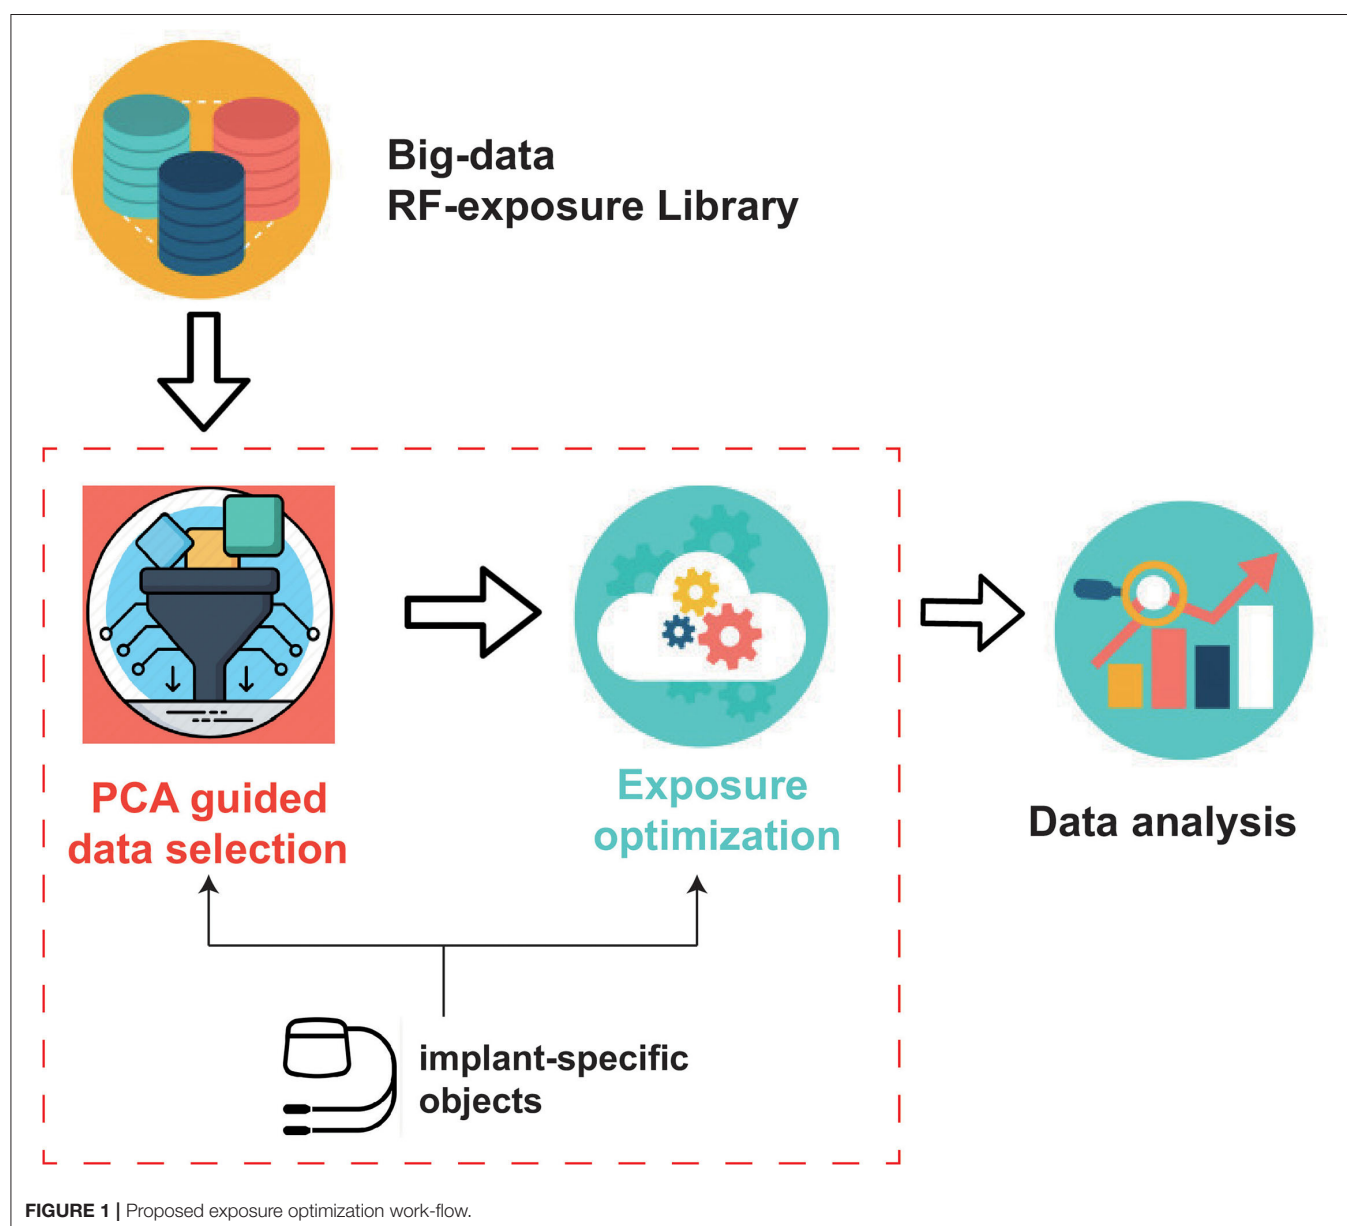 Big-data
RF-exposure Library
PCA guided
data selection
Exposure
optimization
Data analysis
implant-specific
objects
FIGURE 1 | Proposed exposure optimization work-flow.